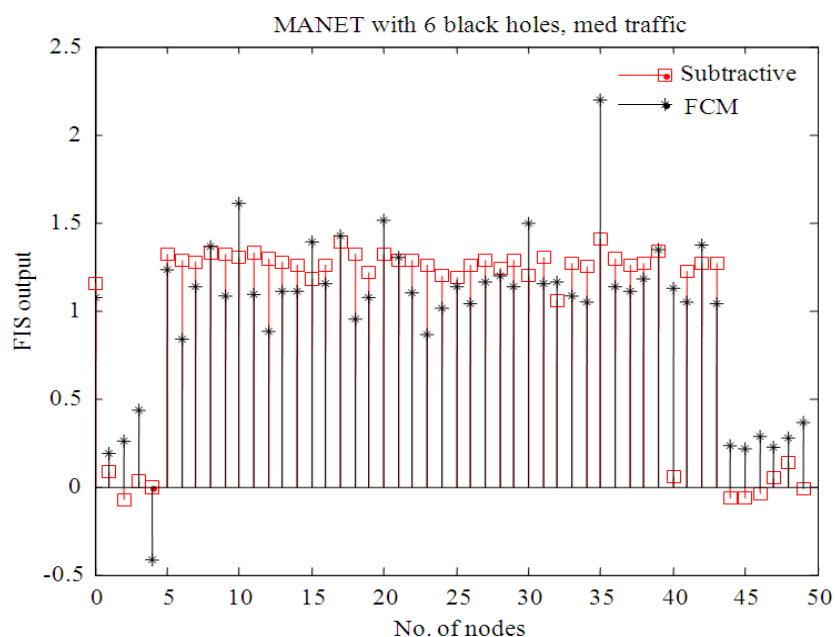 MANET with 6 black holes, med traffic
2.5
2
1.5
1
0.5
0
-0.5
FIS output
Subtractive
FCM
0 5 10 15 20 25 30 35 40 45 50
No. of nodes